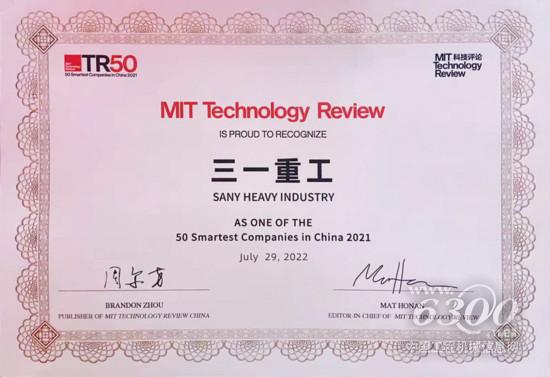 TR50
50 Smartest Companies in China 2021
MIT 科技评论
Technology
Review
MIT Technology Review
IS PROUD TO RECOGNIZE
三一重工
SANY HEAVY INDUSTRY
AS ONE OF THE
50 Smartest Companies in China 2021
July 29, 2022
BRANDON ZHOU
PUBLISHER OF MIT TECHNOLOGY REVIEW CHINA
MAT HONAN
EDITOR-IN-CHIEF OF MIT TECHNOLOGY REVIEW
6300